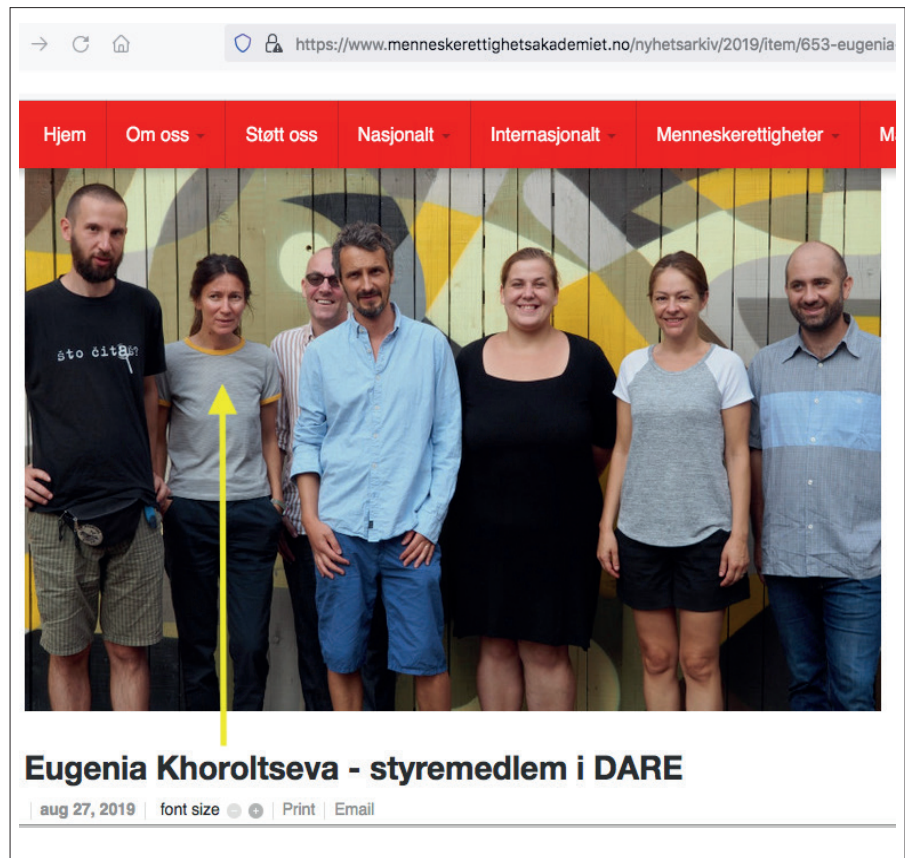 https://www.menneskerettighetsakademiet.no/nyhetsarkiv/2019/item/653-eugenia
Hjem Om oss Støtt oss Nasjonalt Internasjonalt Menneskerettigheter M
što čitaš?
Eugenia Khoroltseva - styremedlem i DARE
aug 27, 2019 font size Print Email